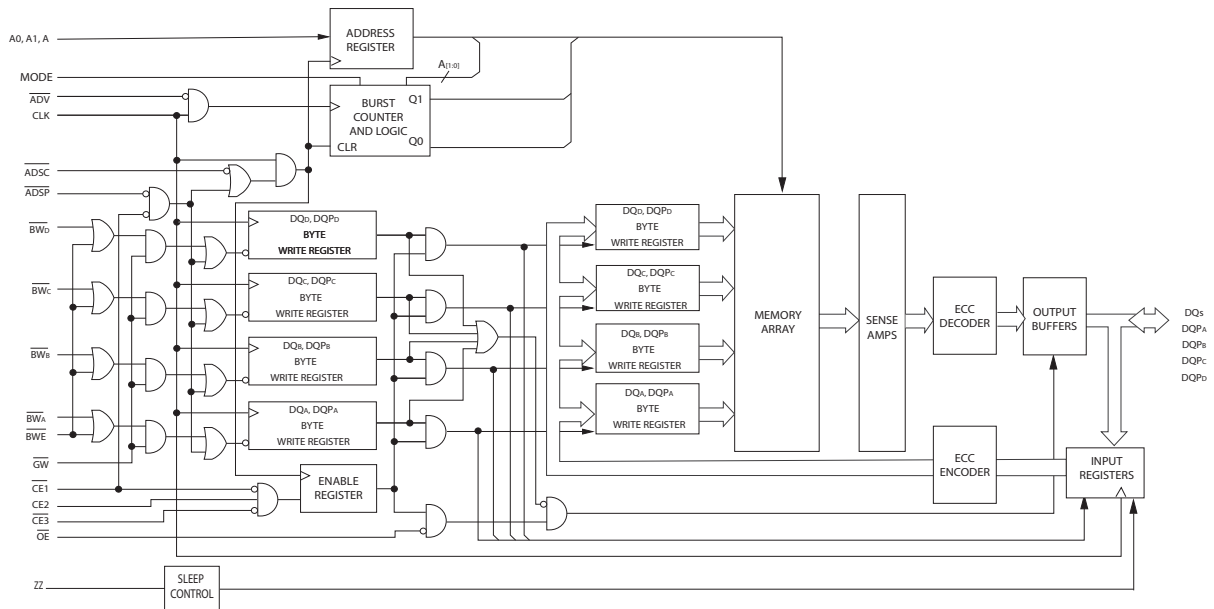 A0, A1, A
ADDRESS
REGISTER
MODE
A[1:0]
ADV
CLK
BURST
COUNTER
AND LOGIC
CLR
Q1
Q0
ADSC
ADSP
BWD
DQD, DQPD
BYTE
WRITE REGISTER
DQD, DQPD
BYTE
WRITE REGISTER
BWC
DQC, DQPC
BYTE
WRITE REGISTER
DQC, DQPC
BYTE
WRITE REGISTER
BWB
DQB, DQPB
BYTE
WRITE REGISTER
DQB, DQPB
BYTE
WRITE REGISTER
BWA
BWE
DQA, DQPA
BYTE
WRITE REGISTER
DQA, DQPA
BYTE
WRITE REGISTER
MEMORY
ARRAY
SENSE
AMPS
ECC
DECODER
OUTPUT
BUFFERS
DQs
DQPA
DQPB
DQPC
DQPD
GW
CE1
CE2
CE3
OE
ENABLE
REGISTER
ECC
ENCODER
INPUT
REGISTERS
ZZ
SLEEP
CONTROL